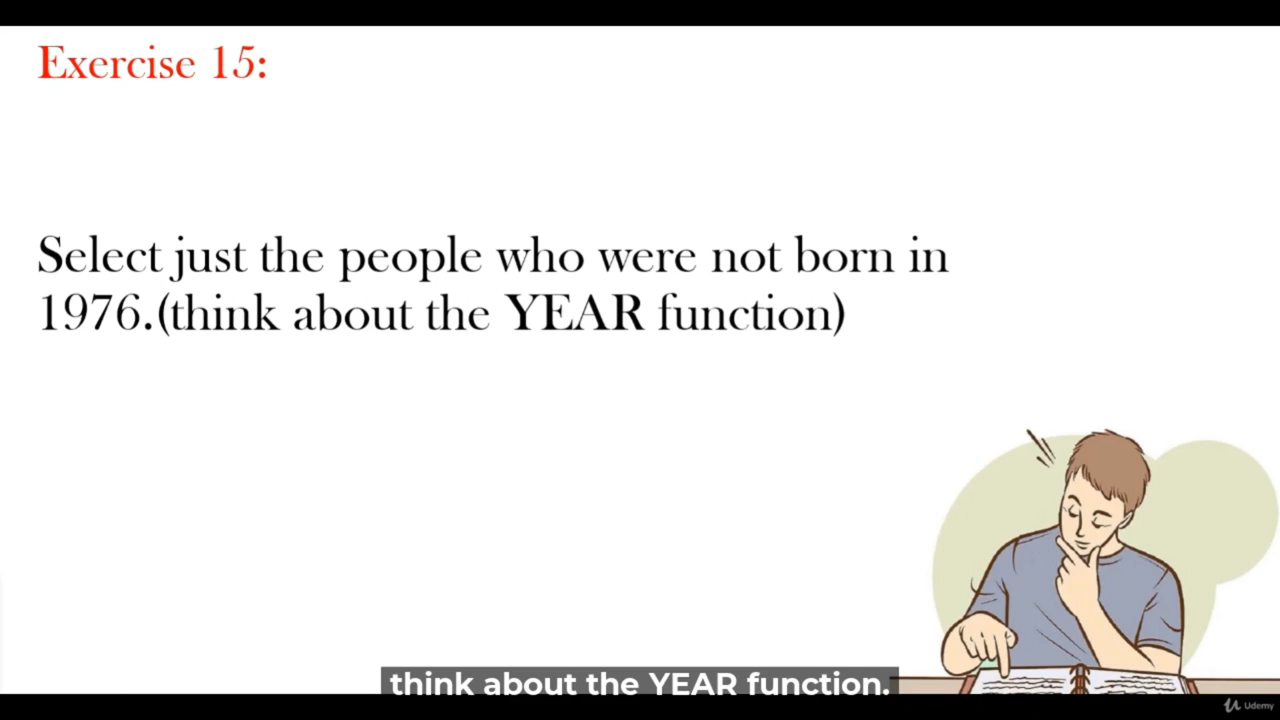 Exercise 15:
Select just the people who were not born in
1976.(think about the YEAR function)
think about the YEAR function.
Udemy